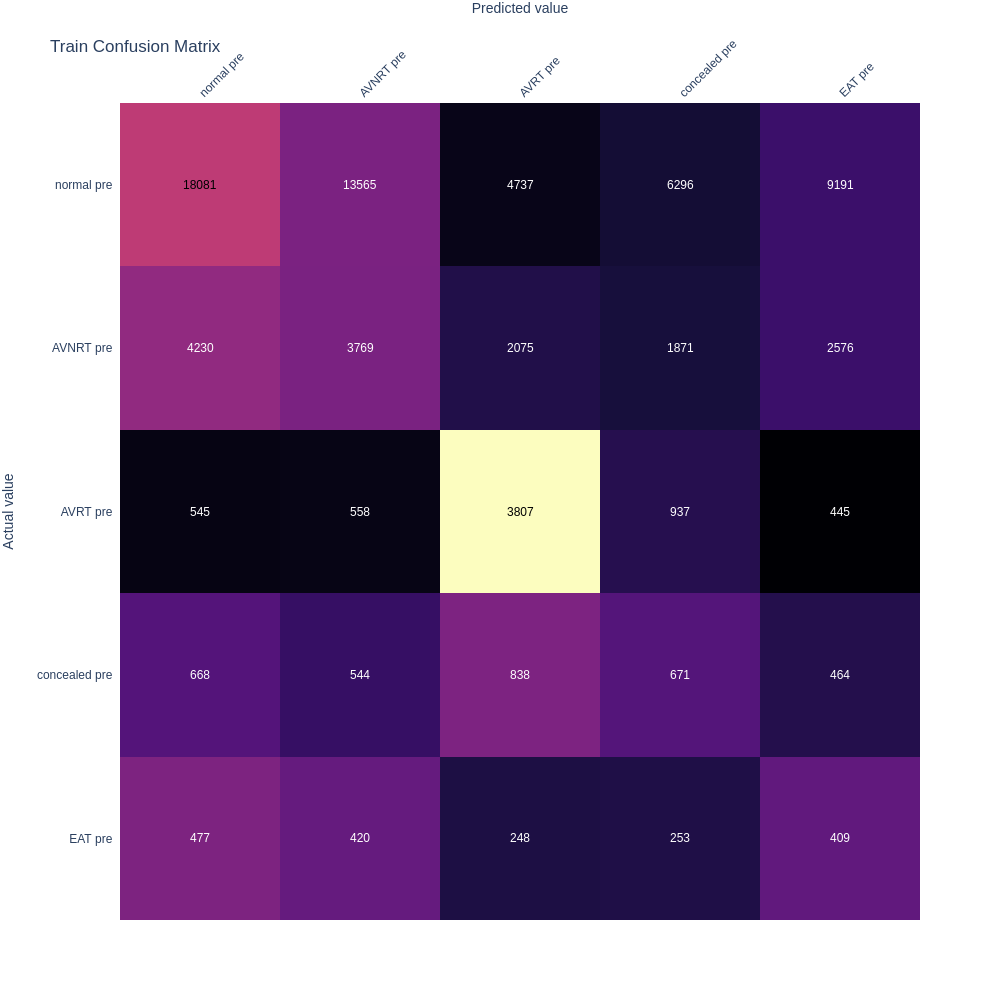 Predicted value
Train Confusion Matrix
normal pre AVNRT pre AVRT pre concealed pre EAT pre
normal pre 18081 13565 4737 6296 9191
AVNRT pre 4230 3769 2075 1871 2576
Actual value
AVRT pre 545 558 3807 937 445
concealed pre 668 544 838 671 464
EAT pre 477 420 248 253 409